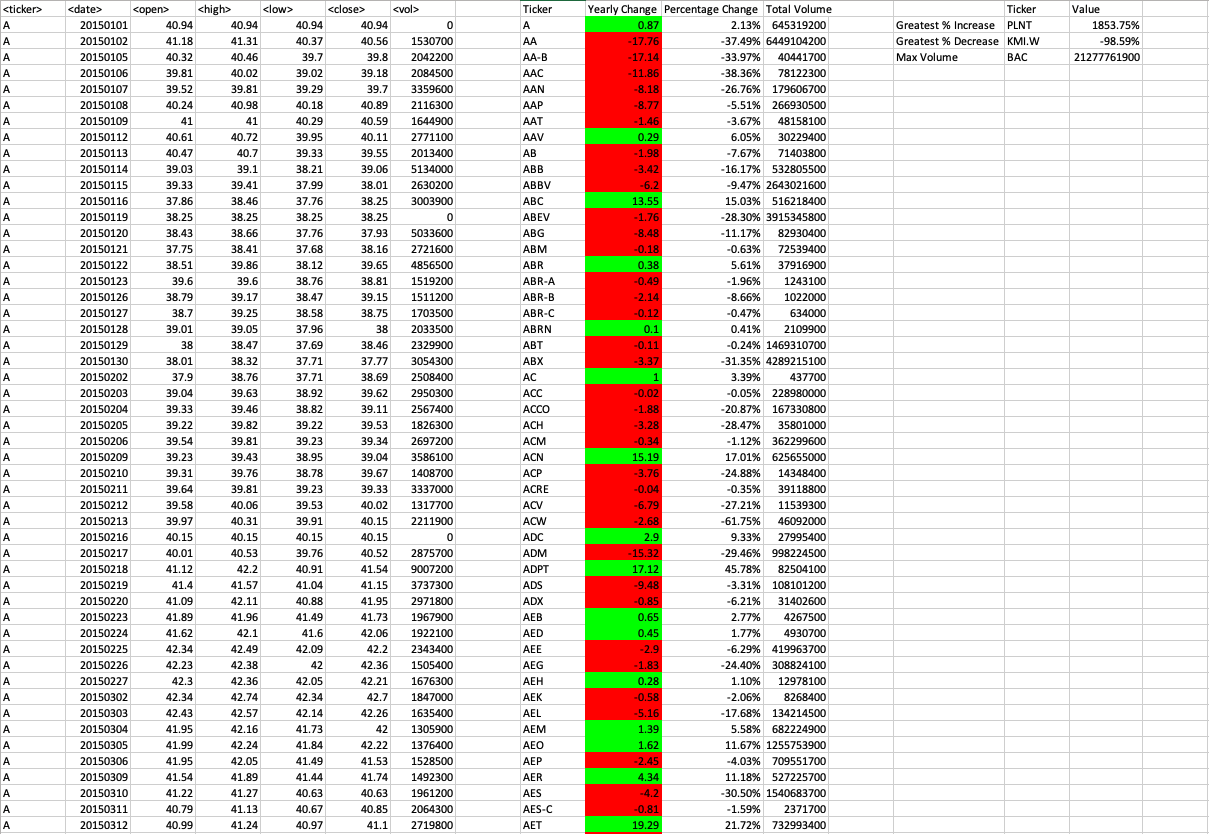 <ticker> <date> <open> <high> <low> <close> <vol> Ticker Yearly Change Percentage Change Total Volume Ticker Value
A 20150101 40.94 40.94 40.94 40.94 0 A 0.87 2.13% 645319200 Greatest % Increase PLNT 1853.75%
A 20150102 41.18 41.31 40.37 40.56 1530700 AA -17.76 -37.49% 6449104200 Greatest % Decrease KMI.W -98.59%
A 20150105 40.32 40.46 39.7 39.8 2042200 AA-B -17.14 -33.97% 40441700 Max Volume BAC 21277761900
A 20150106 39.81 40.02 39.02 39.18 2084500 AAC -11.86 -38.36% 78122300
A 20150107 39.52 39.81 39.29 39.7 3359600 AAN -8.18 -26.76% 179606700
A 20150108 40.24 40.98 40.18 40.89 2116300 AAP -8.77 -5.51% 266930500
A 20150109 41 41 40.29 40.59 1644900 AAT -1.46 -3.67% 48158100
A 20150112 40.61 40.72 39.95 40.11 2771100 AAV 0.29 6.05% 30229400
A 20150113 40.47 40.7 39.33 39.55 2013400 AB -1.98 -7.67% 71403800
A 20150114 39.03 39.1 38.21 39.06 5134000 ABB -3.42 -16.17% 532805500
A 20150115 39.33 39.41 37.99 38.01 2630200 ABBV -6.2 -9.47% 2643021600
A 20150116 37.86 38.46 37.76 38.25 3003900 ABC 13.55 15.03% 516218400
A 20150119 38.25 38.25 38.25 38.25 0 ABEV -1.76 -28.30% 3915345800
A 20150120 38.43 38.66 37.76 37.93 5033600 ABG -8.48 -11.17% 82930400
A 20150121 37.75 38.41 37.68 38.16 2721600 ABM -0.18 -0.63% 72539400
A 20150122 38.51 39.86 38.12 39.65 4856500 ABR 0.38 5.61% 37916900
A 20150123 39.6 39.6 38.76 38.81 1519200 ABR-A -0.49 -1.96% 1243100
A 20150126 38.79 39.17 38.47 39.15 1511200 ABR-B -2.14 -8.66% 1022000
A 20150127 38.7 39.25 38.58 38.75 1703500 ABR-C -0.12 -0.47% 634000
A 20150128 39.01 39.05 37.96 38 2033500 ABRN 0.1 0.41% 2109900
A 20150129 38 38.47 37.69 38.46 2329900 ABT -0.11 -0.24% 1469310700
A 20150130 38.01 38.32 37.71 37.77 3054300 ABX -3.37 -31.35% 4289215100
A 20150202 37.9 38.76 37.71 38.69 2508400 AC 1 3.39% 437700
A 20150203 39.04 39.63 38.92 39.62 2950300 ACC -0.02 -0.05% 228980000
A 20150204 39.33 39.46 38.82 39.11 2567400 ACCO -1.88 -20.87% 167330800
A 20150205 39.22 39.82 39.22 39.53 1826300 ACH -3.28 -28.47% 35801000
A 20150206 39.54 39.81 39.23 39.34 2697200 ACM -0.34 -1.12% 362299600
A 20150209 39.23 39.43 38.95 39.04 3586100 ACN 15.19 17.01% 625655000
A 20150210 39.31 39.76 38.78 39.67 1408700 ACP -3.76 -24.88% 14348400
A 20150211 39.64 39.81 39.23 39.33 3337000 ACRE -0.04 -0.35% 39118800
A 20150212 39.58 40.06 39.53 40.02 1317700 ACV -6.79 -27.21% 11539300
A 20150213 39.97 40.31 39.91 40.15 2211900 ACW -2.68 -61.75% 46092000
A 20150216 40.15 40.15 40.15 40.15 0 ADC 2.9 9.33% 27995400
A 20150217 40.01 40.53 39.76 40.52 2875700 ADM -15.32 -29.46% 998224500
A 20150218 41.12 42.2 40.91 41.54 9007200 ADPT 17.12 45.78% 82504100
A 20150219 41.4 41.57 41.04 41.15 3737300 ADS -9.48 -3.31% 108101200
A 20150220 41.09 42.11 40.88 41.95 2971800 ADX -0.85 -6.21% 31402600
A 20150223 41.89 41.96 41.49 41.73 1967900 AEB 0.65 2.77% 4267500
A 20150224 41.62 42.1 41.6 42.06 1922100 AED 0.45 1.77% 4930700
A 20150225 42.34 42.49 42.09 42.2 2343400 AEE -2.9 -6.29% 419963700
A 20150226 42.23 42.38 42 42.36 1505400 AEG -1.83 -24.40% 308824100
A 20150227 42.3 42.36 42.05 42.21 1676300 AEH 0.28 1.10% 12978100
A 20150302 42.34 42.74 42.34 42.7 1847000 AEK -0.58 -2.06% 8268400
A 20150303 42.43 42.57 42.14 42.26 1635400 AEL -5.16 -17.68% 134214500
A 20150304 41.95 42.16 41.73 42 1305900 AEM 1.39 5.58% 682224900
A 20150305 41.99 42.24 41.84 42.22 1376400 AEO 1.62 11.67% 1255753900
A 20150306 41.95 42.05 41.49 41.53 1528500 AEP -2.45 -4.03% 709551700
A 20150309 41.54 41.89 41.44 41.74 1492300 AER 4.34 11.18% 527225700
A 20150310 41.22 41.27 40.63 40.63 1961200 AES -4.2 -30.50% 1540683700
A 20150311 40.79 41.13 40.67 40.85 2064300 AES-C -0.81 -1.59% 2371700
A 20150312 40.99 41.24 40.97 41.1 2719800 AET 19.29 21.72% 732993400